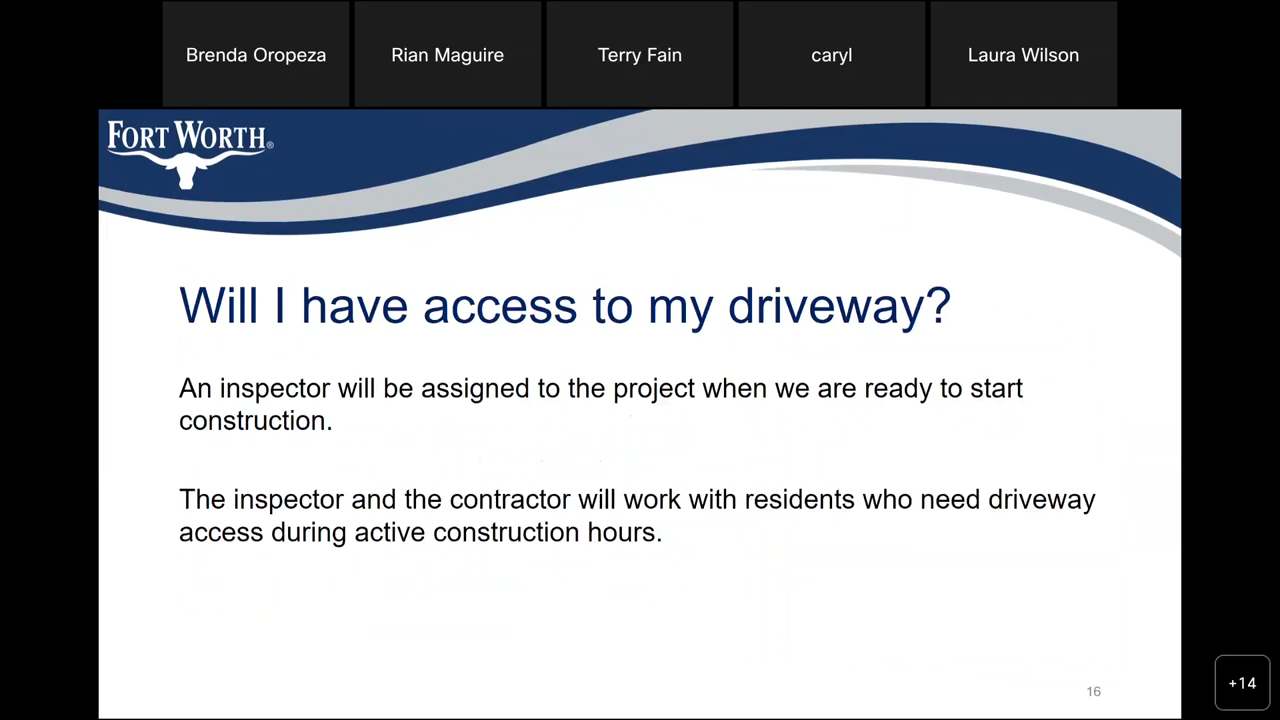 Brenda Oropeza
Rian Maguire
Terry Fain
caryl
Laura Wilson
FORT WORTH®
Will I have access to my driveway?
An inspector will be assigned to the project when we are ready to start
construction.
The inspector and the contractor will work with residents who need driveway
access during active construction hours.
16
+14